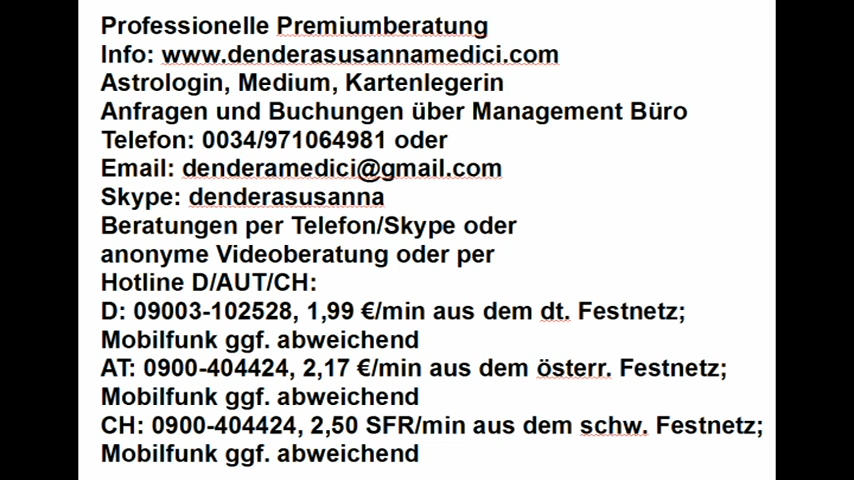 Professionelle Premiumberatung
Info: www.denderasusannamedici.com
Astrologin, Medium, Kartenlegerin
Anfragen und Buchungen über Management Büro
Telefon: 0034/971064981 oder
Email: denderamedici@gmail.com
Skype: denderasusanna
Beratungen per Telefon/Skype oder
anonyme Videoberatung oder per
Hotline D/AUT/CH:
D: 09003-102528, 1,99 €/min aus dem dt. Festnetz;
Mobilfunk ggf. abweichend
AT: 0900-404424, 2,17 €/min aus dem österr. Festnetz;
Mobilfunk ggf. abweichend
CH: 0900-404424, 2,50 SFR/min aus dem schw. Festnetz;
Mobilfunk ggf. abweichend